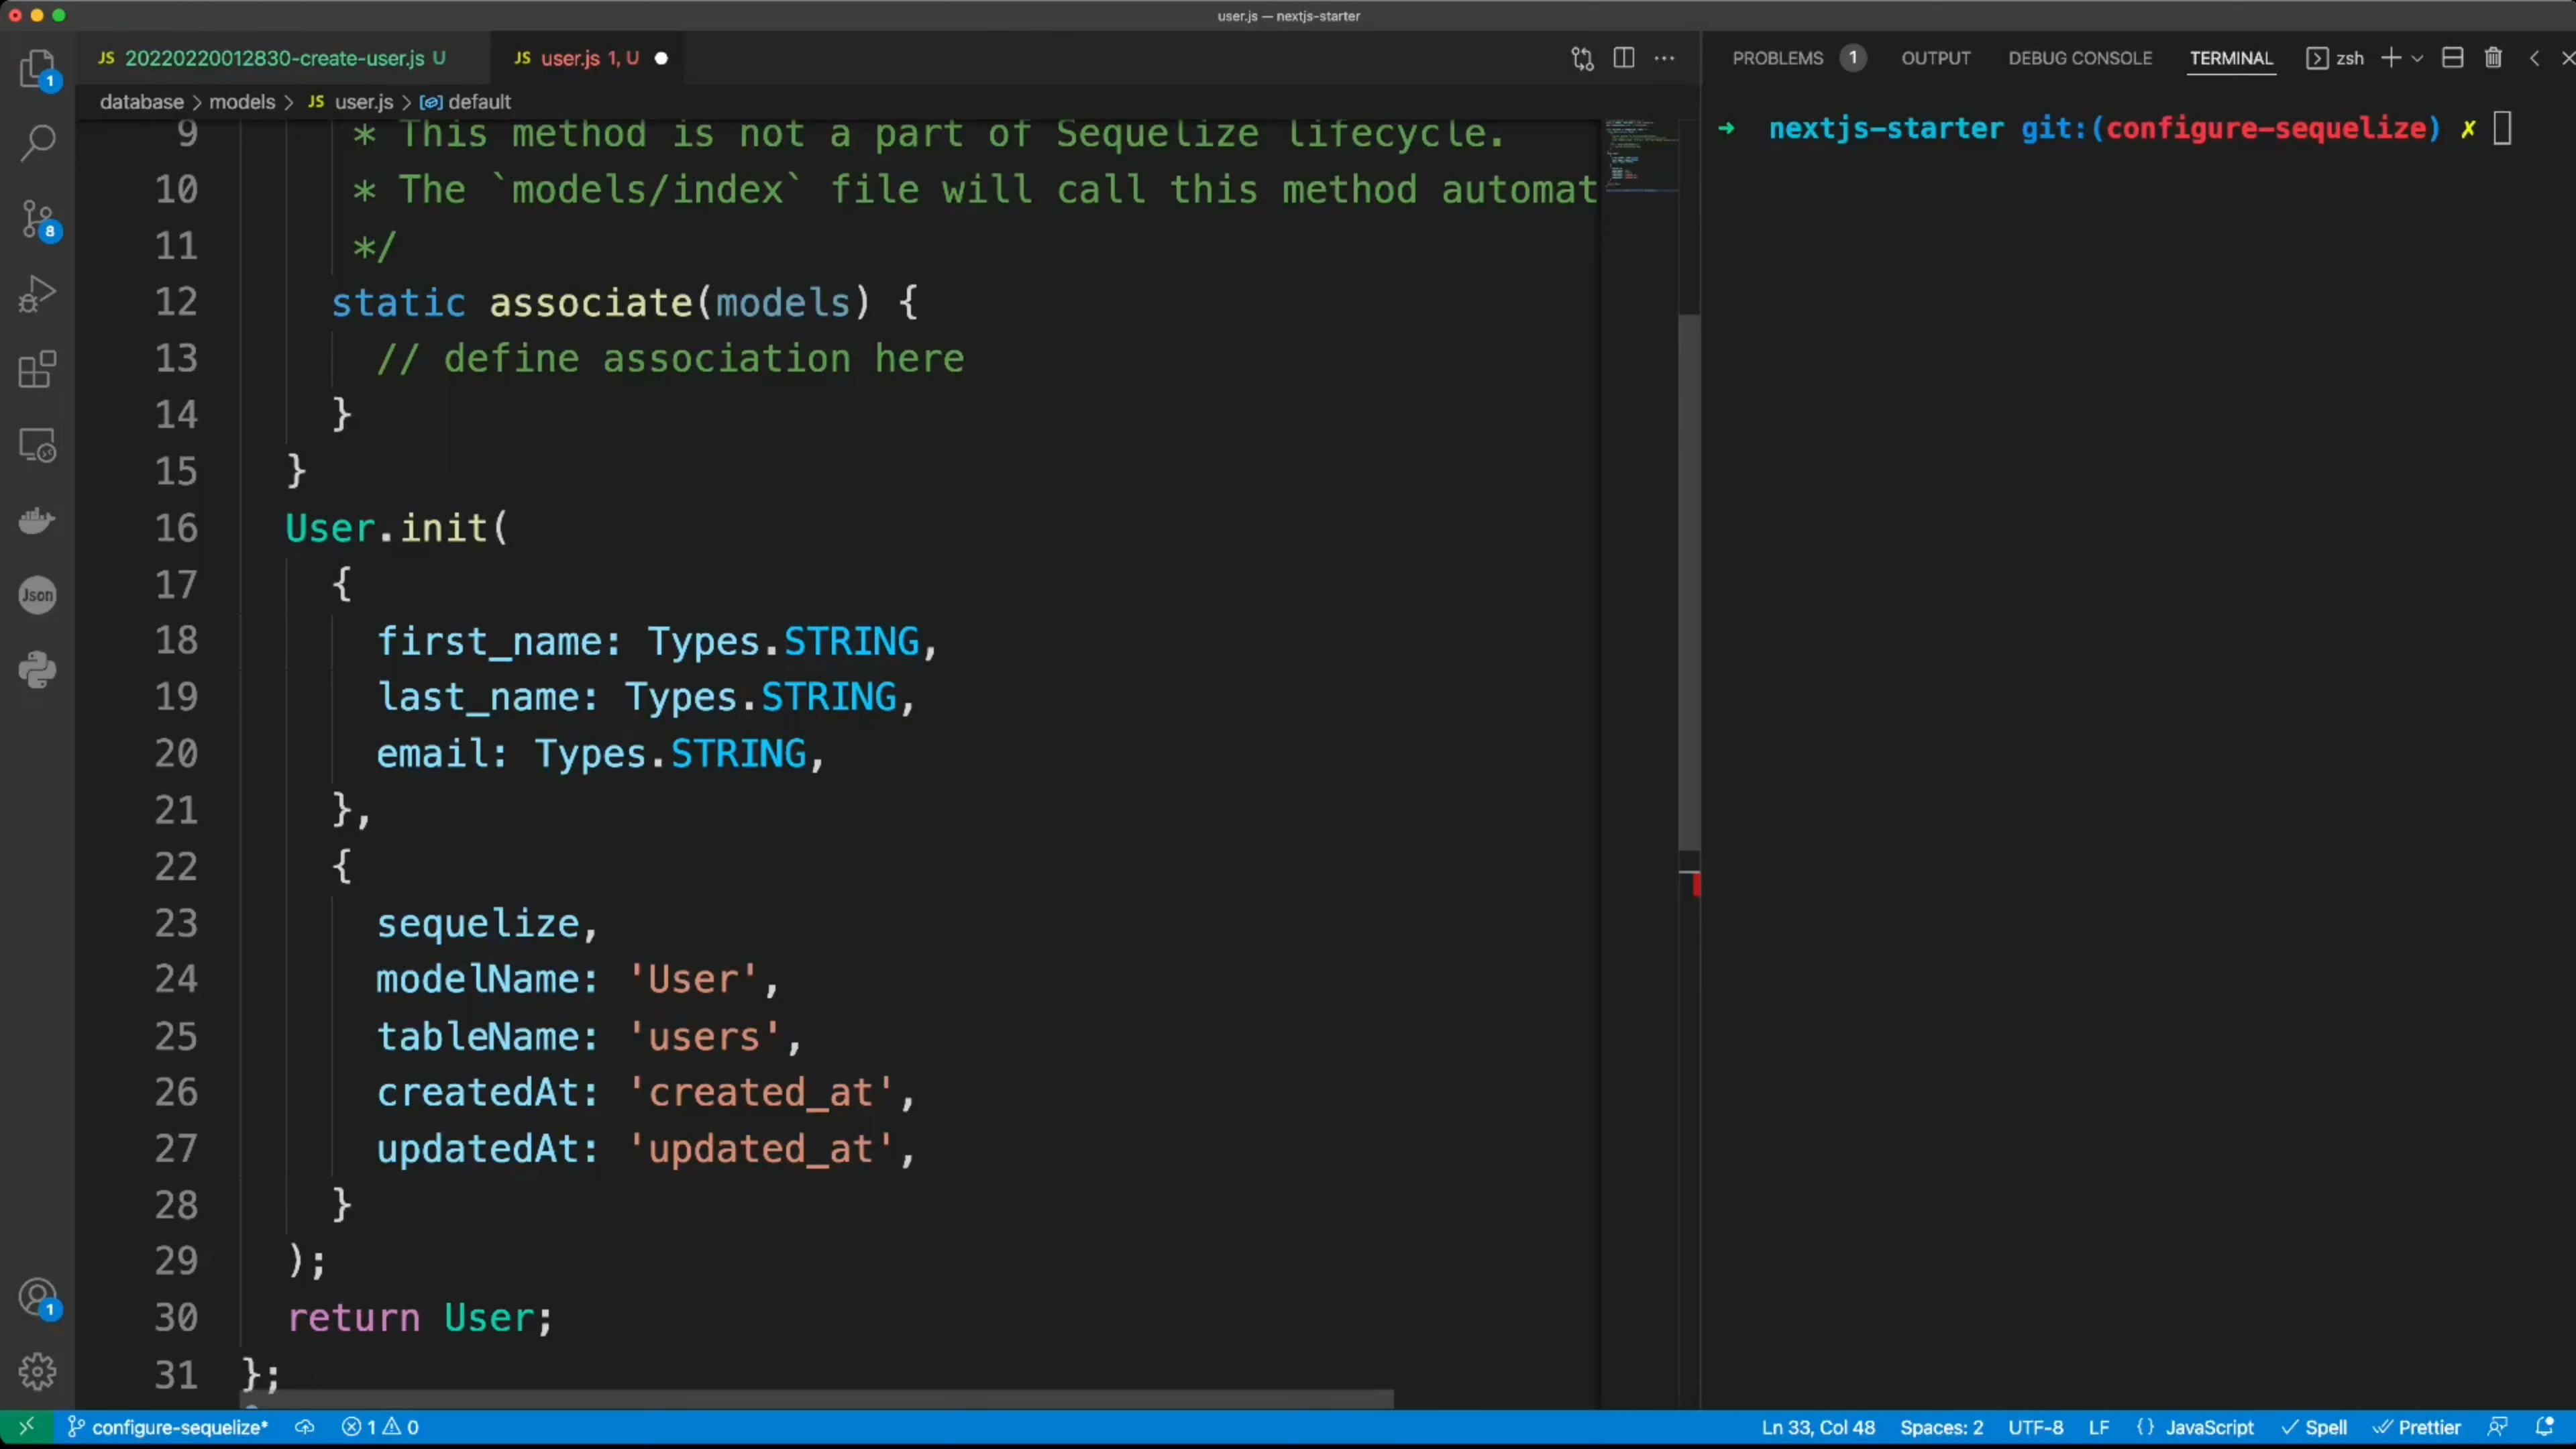 user.js — nextjs-starter
JS 20220220012830-create-user.js U
JS user.js 1, U
PROBLEMS 1 OUTPUT DEBUG CONSOLE TERMINAL zsh
database > models > JS user.js > default
9 * This method is not a part of Sequelize lifecycle.
10 * The `models/index` file will call this method automat
11 */
12 static associate(models) {
13 // define association here
14 }
15 }
16 User.init(
17 {
18 first_name: Types.STRING,
19 last_name: Types.STRING,
20 email: Types.STRING,
21 },
22 {
23 sequelize,
24 modelName: 'User',
25 tableName: 'users',
26 createdAt: 'created_at',
27 updatedAt: 'updated_at',
28 }
29 );
30 return User;
31 };
→ nextjs-starter git:(configure-sequelize) ✗
1
8
Json
1
configure-sequelize* 1 0
Ln 33, Col 48 Spaces: 2 UTF-8 LF {} JavaScript ✓ Spell ✓ Prettier